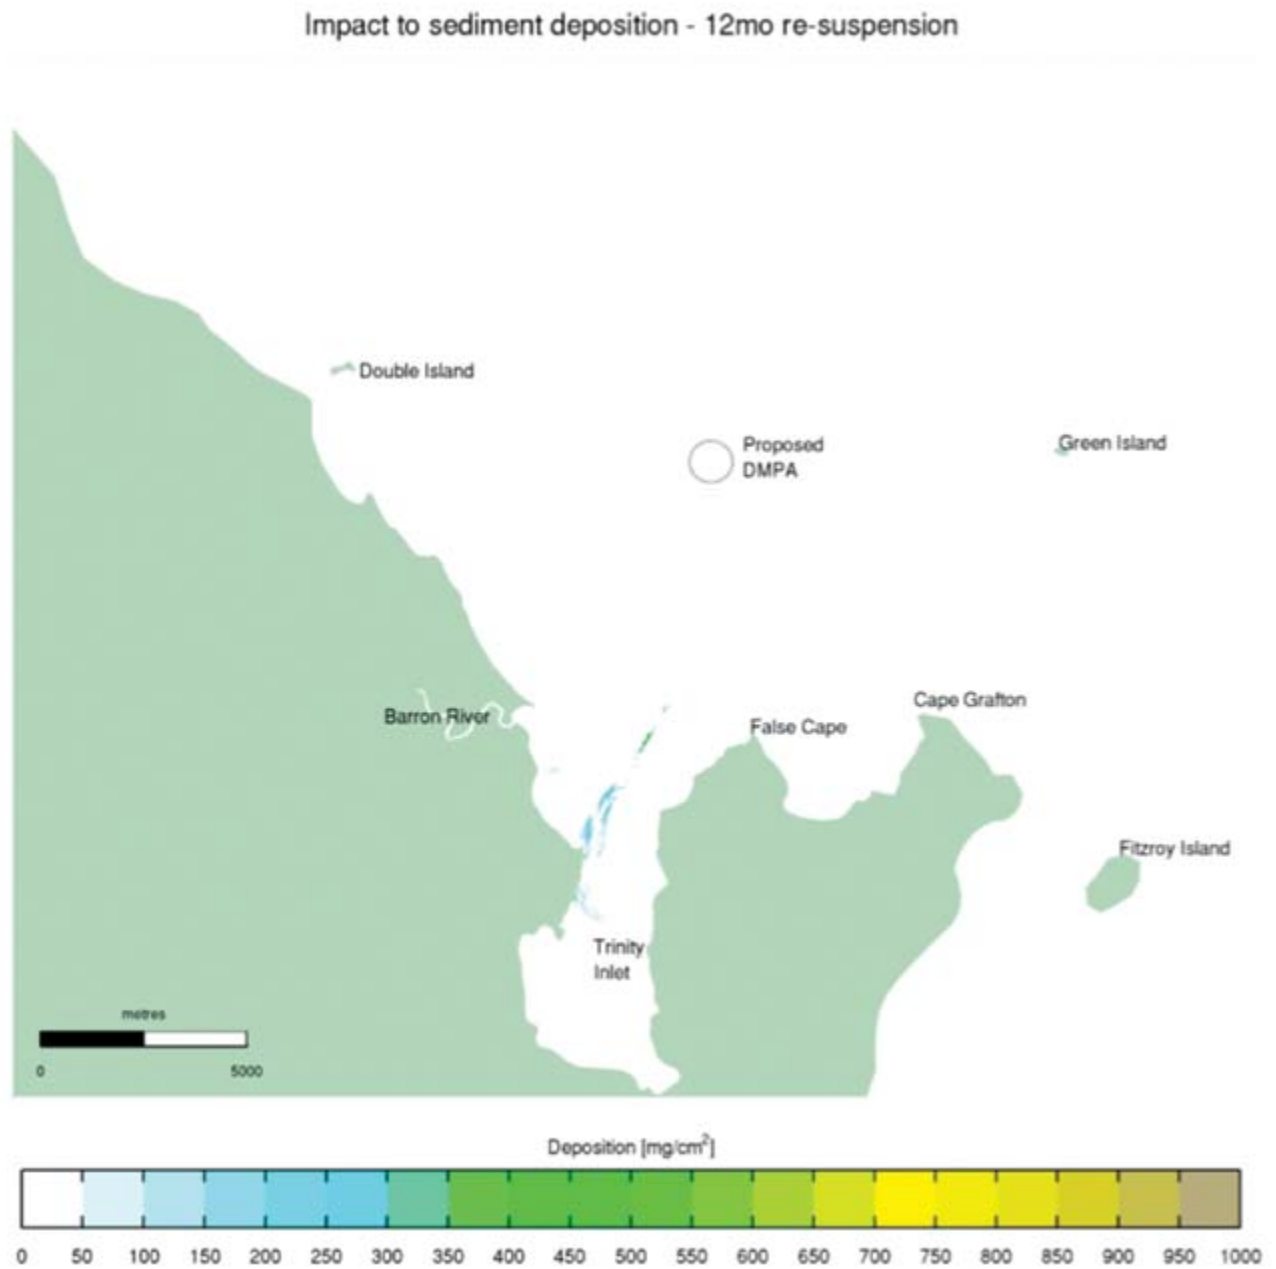 Impact to sediment deposition - 12mo re-suspension
Double Island
Proposed
DMPA
Green Island
Cape Grafton
Barron River
False Cape
Fitzroy Island
Trinity
Inlet
metres
0 5000
Deposition [mg/cm²]
0 50 100 150 200 250 300 350 400 450 500 550 600 650 700 750 800 850 900 950 1000